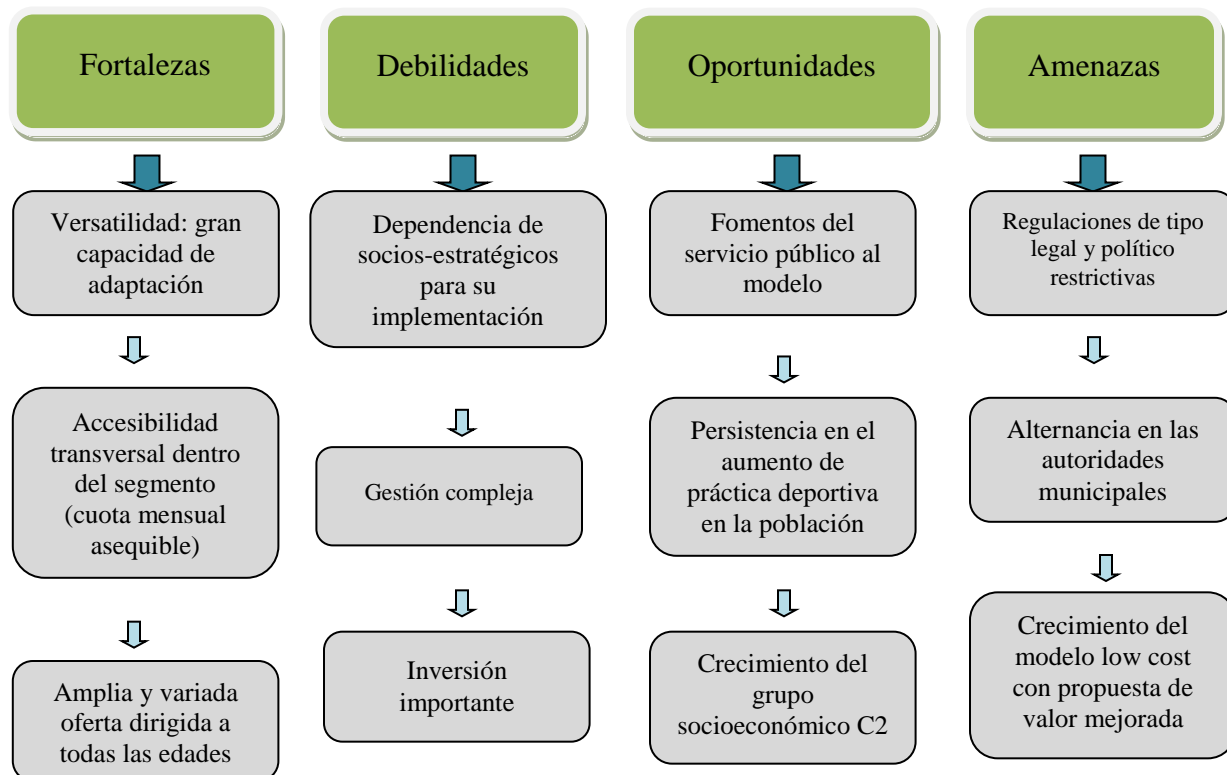 Fortalezas
Versatilidad: gran
capacidad de
adaptación
Accesibilidad
transversal dentro
del segmento
(cuota mensual
asequible)
Amplia y variada
oferta dirigida a
todas las edades
Debilidades
Dependencia de
socios-estratégicos
para su
implementación
Gestión compleja
Inversión
importante
Oportunidades
Fomentos del
servicio público al
modelo
Persistencia en el
aumento de
práctica deportiva
en la población
Crecimiento del
grupo
socioeconómico C2
Amenazas
Regulaciones de tipo
legal y político
restrictivas
Alternancia en las
autoridades
municipales
Crecimiento del
modelo low cost
con propuesta de
valor mejorada